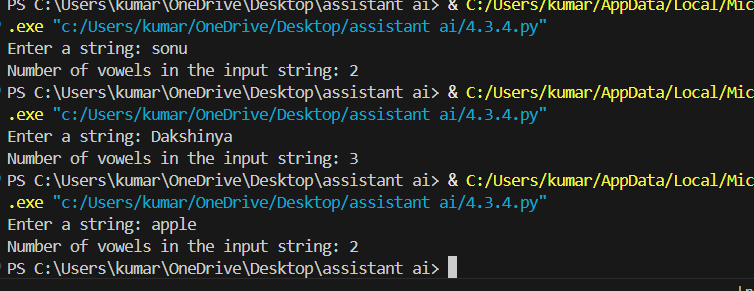 PS C:\Users\kumar\OneDrive\Desktop\assistant ai> & C:/Users/kumar/AppData/Local/Mic
.exe "c:/Users/kumar/OneDrive/Desktop/assistant ai/4.3.4.py"
Enter a string: sonu
Number of vowels in the input string: 2
PS C:\Users\kumar\OneDrive\Desktop\assistant ai> & C:/Users/kumar/AppData/Local/Mic
.exe "c:/Users/kumar/OneDrive/Desktop/assistant ai/4.3.4.py"
Enter a string: Dakshinya
Number of vowels in the input string: 3
PS C:\Users\kumar\OneDrive\Desktop\assistant ai> & C:/Users/kumar/AppData/Local/Mic
.exe "c:/Users/kumar/OneDrive/Desktop/assistant ai/4.3.4.py"
Enter a string: apple
Number of vowels in the input string: 2
PS C:\Users\kumar\OneDrive\Desktop\assistant ai>